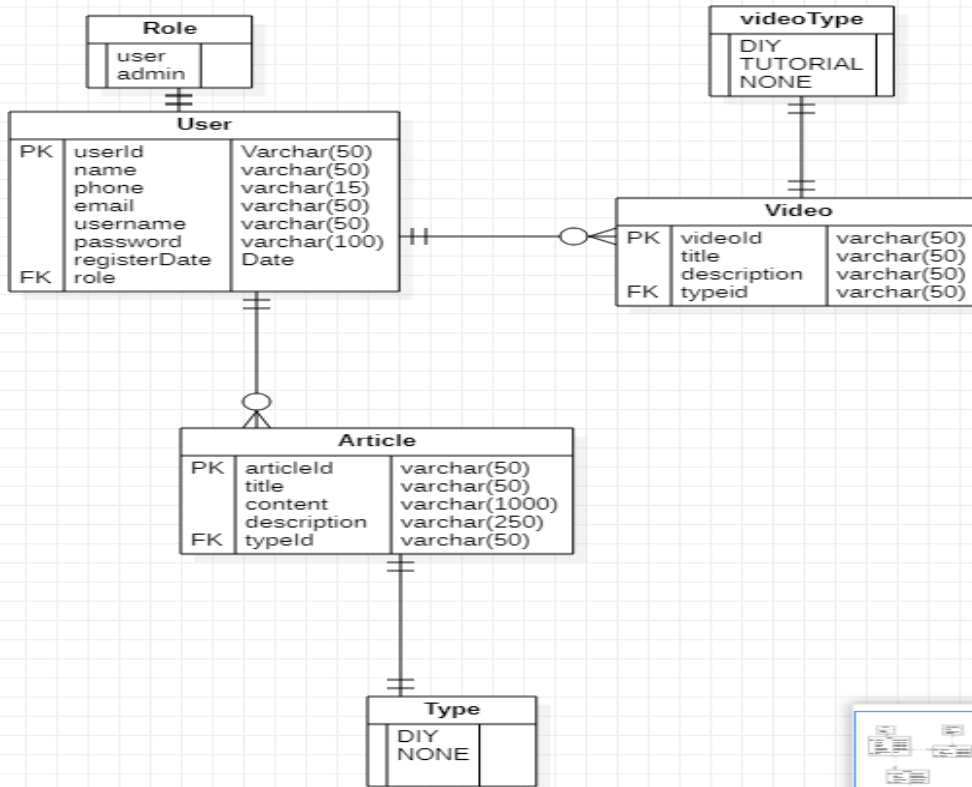 Role
user
admin
videoType
DIY
TUTORIAL
NONE
User
PK userId Varchar(50)
name varchar(50)
phone varchar(15)
email varchar(50)
username varchar(50)
password varchar(100)
registerDate Date
FK role
Video
PK videoId varchar(50)
title varchar(50)
description varchar(50)
FK typeid varchar(50)
Article
PK articleId varchar(50)
title varchar(50)
content varchar(1000)
description varchar(250)
FK typeId varchar(50)
Type
DIY
NONE